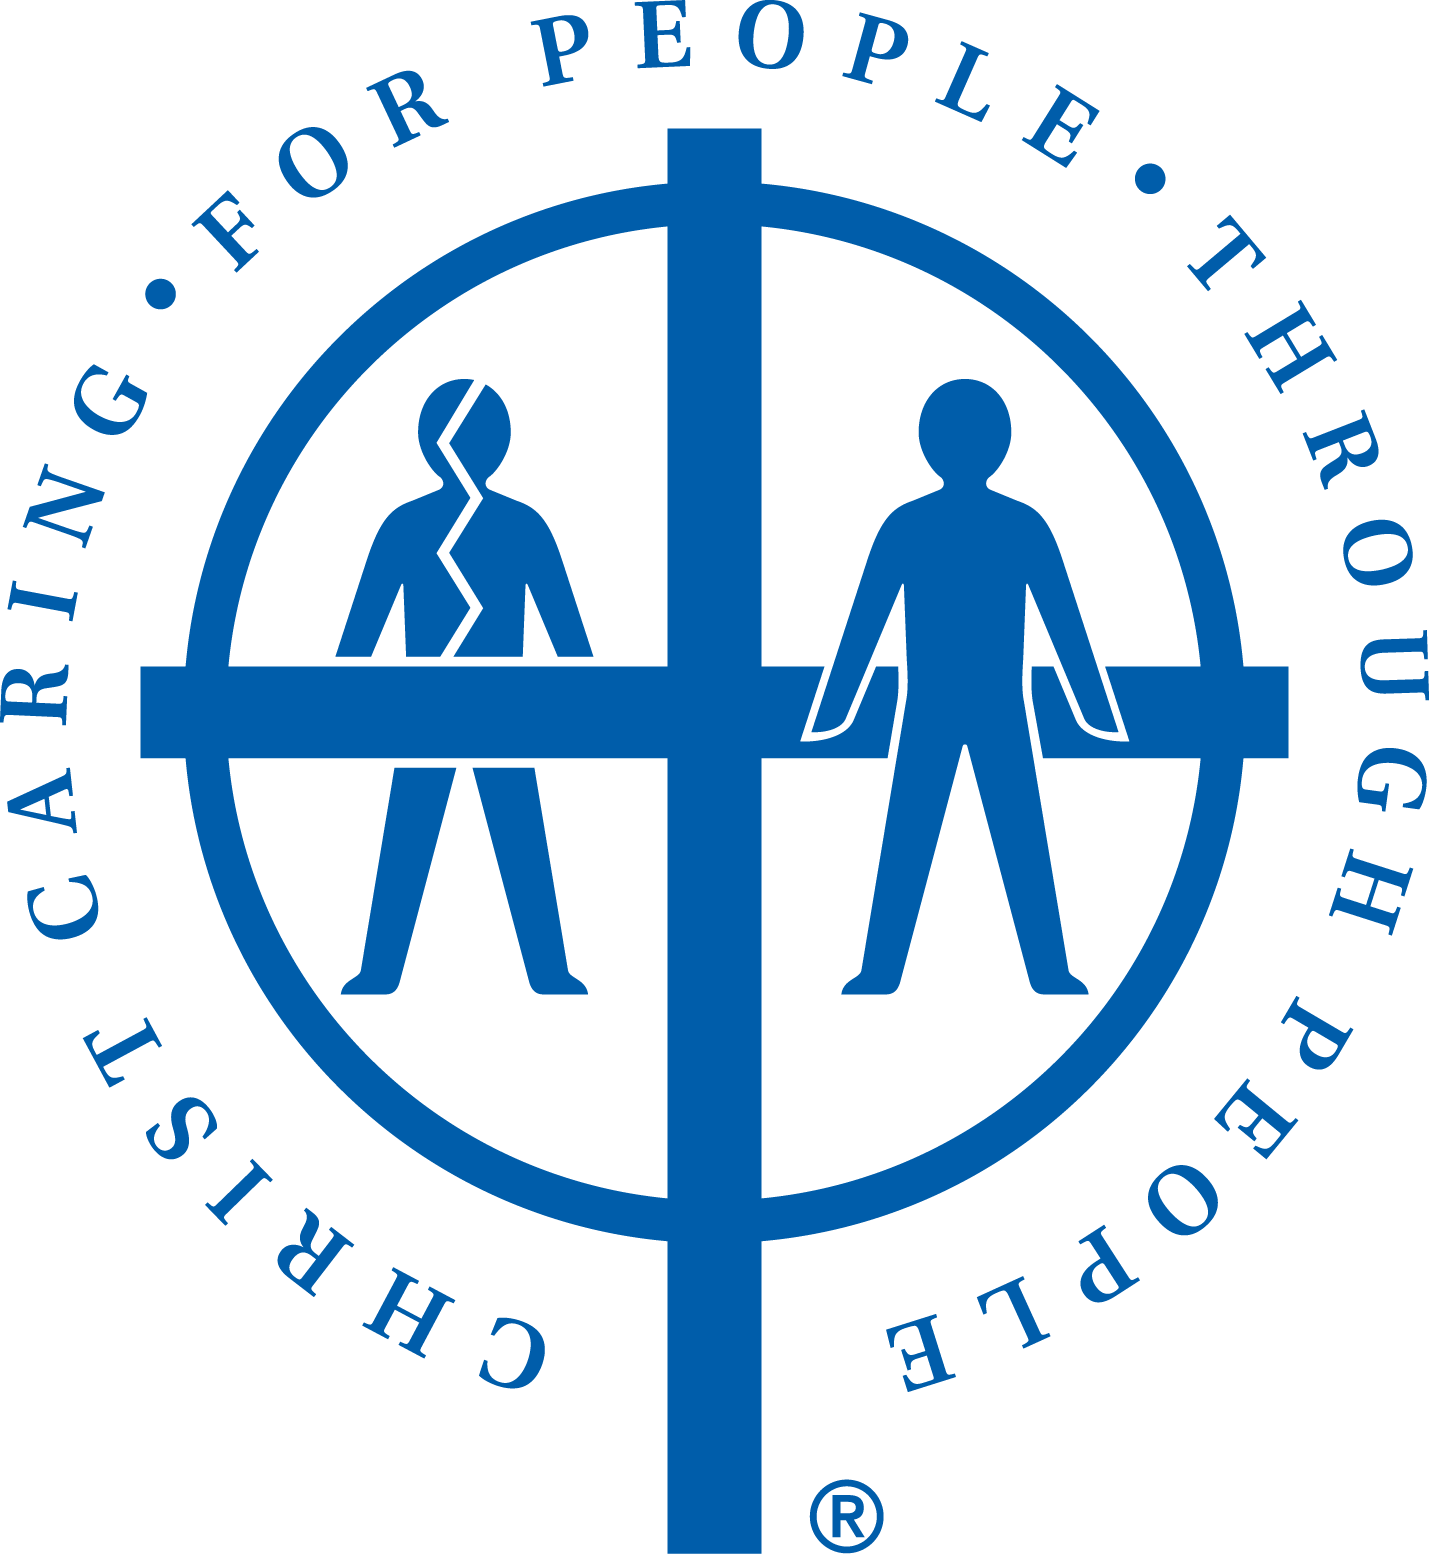 CHRIST CARING • FOR PEOPLE • THROUGH PEOPLE
®